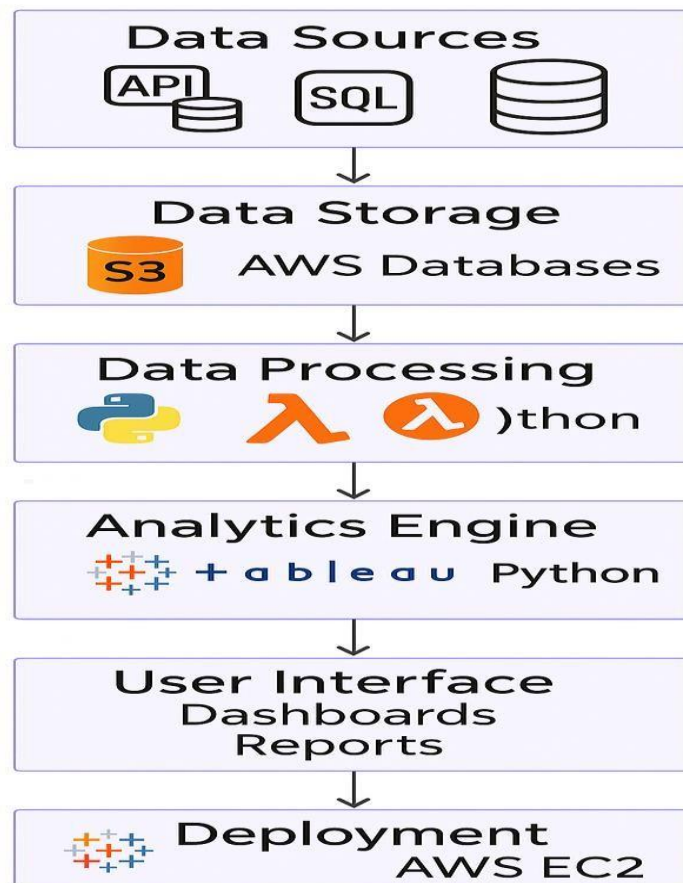 Data Sources
API SQL
Data Storage
S3 AWS Databases
Data Processing
)thon
Analytics Engine
+ableau Python
User Interface
Dashboards
Reports
Deployment
AWS EC2